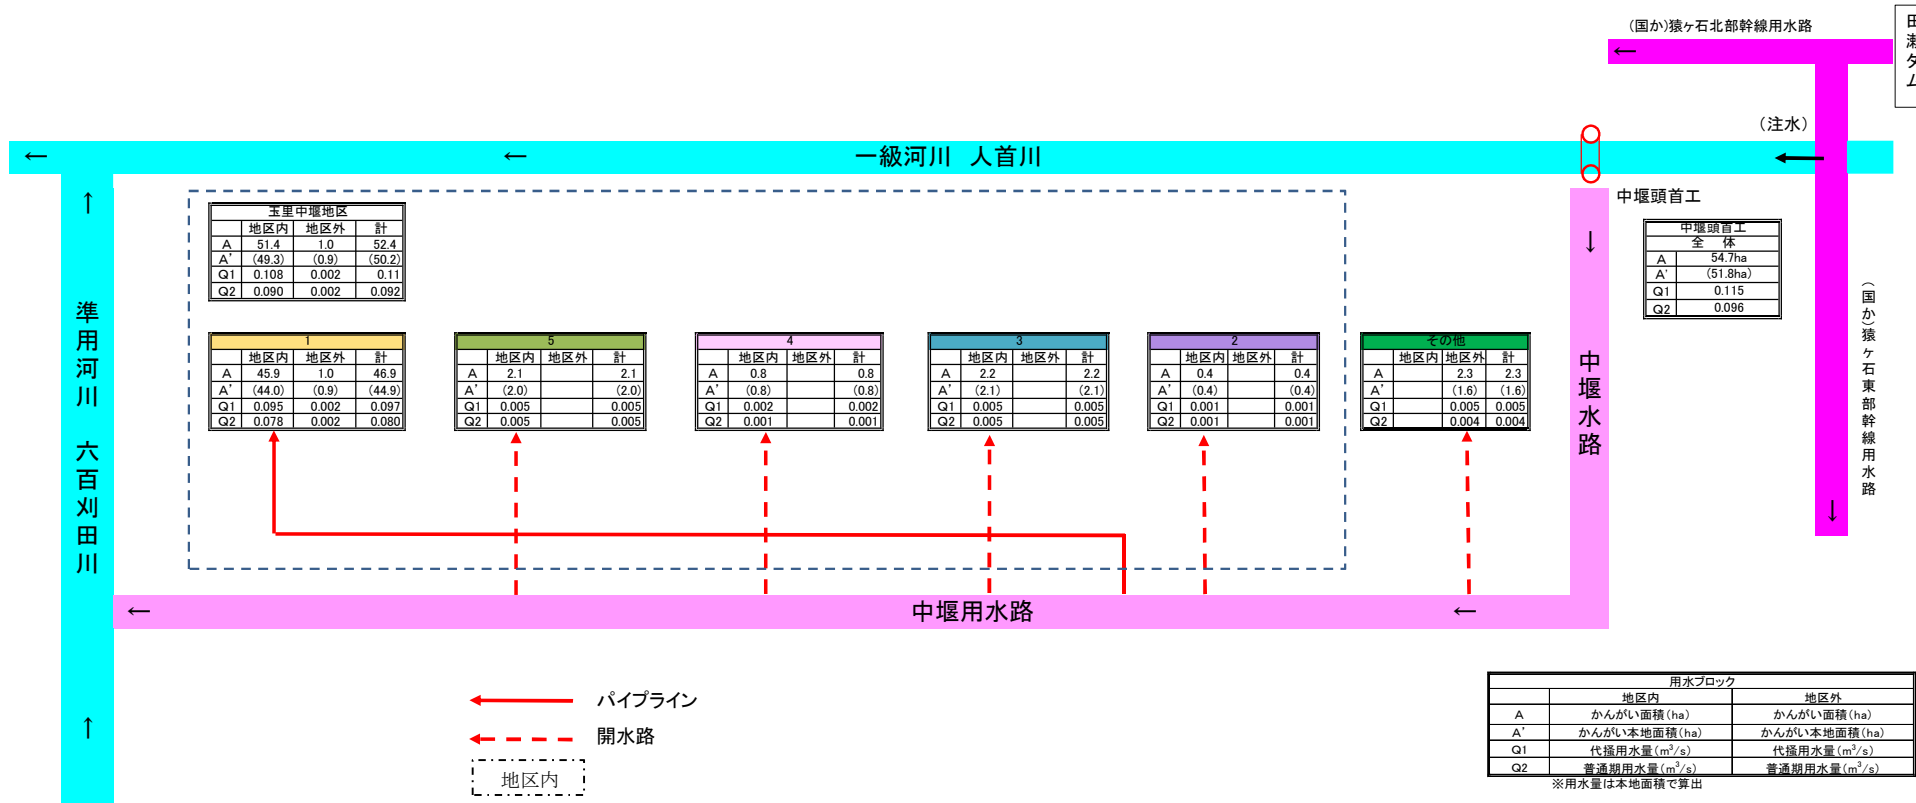 (国か)猿ヶ石北部幹線用水路
田瀬ダム
←
(注水)
← ← 一級河川 人首川 ←
中堰頭首工
中堰頭首工
全 体
A 54.7ha
A' (51.8ha)
Q1 0.115
Q2 0.096
(国か)猿ヶ石東部幹線用水路
↓
↓
中堰水路
↑
準用河川 六百刈田川
↑
玉里中堰地区
地区内 地区外 計
A 51.4 1.0 52.4
A' (49.3) (0.9) (50.2)
Q1 0.108 0.002 0.11
Q2 0.090 0.002 0.092
1
地区内 地区外 計
A 45.9 1.0 46.9
A' (44.0) (0.9) (44.9)
Q1 0.095 0.002 0.097
Q2 0.078 0.002 0.080
5
地区内 地区外 計
A 2.1 2.1
A' (2.0) (2.0)
Q1 0.005 0.005
Q2 0.005 0.005
4
地区内 地区外 計
A 0.8 0.8
A' (0.8) (0.8)
Q1 0.002 0.002
Q2 0.001 0.001
3
地区内 地区外 計
A 2.2 2.2
A' (2.1) (2.1)
Q1 0.005 0.005
Q2 0.005 0.005
2
地区内 地区外 計
A 0.4 0.4
A' (0.4) (0.4)
Q1 0.001 0.001
Q2 0.001 0.001
その他
地区内 地区外 計
A 2.3 2.3
A' (1.6) (1.6)
Q1 0.005 0.005
Q2 0.004 0.004
← 中堰用水路 ←
パイプライン
開水路
地区内
用水ブロック
地区内 地区外
A かんがい面積(ha) かんがい面積(ha)
A' かんがい本地面積(ha) かんがい本地面積(ha)
Q1 代掻用水量(m³/s) 代掻用水量(m³/s)
Q2 普通期用水量(m³/s) 普通期用水量(m³/s)
※用水量は本地面積で算出